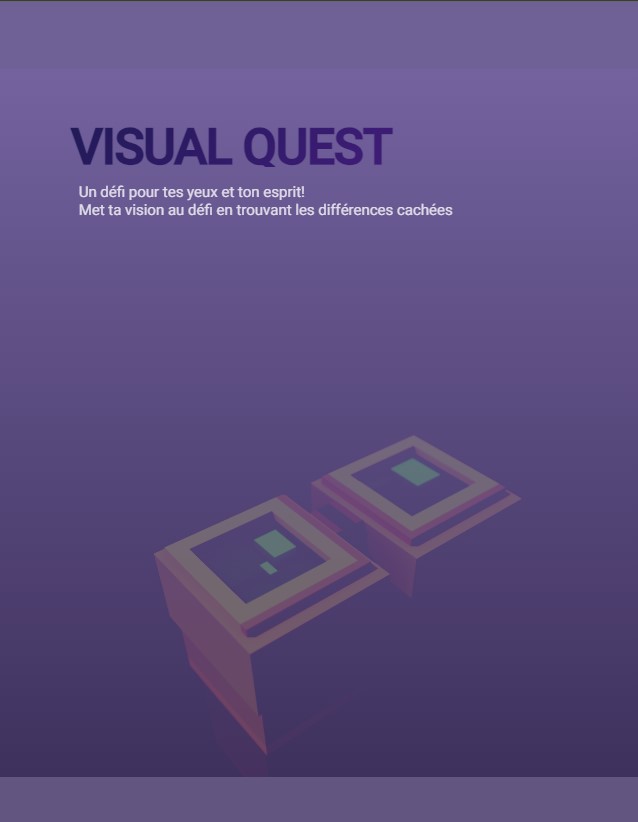 VISUAL QUEST
Un défi pour tes yeux et ton esprit!
Met ta vision au défi en trouvant les différences cachées